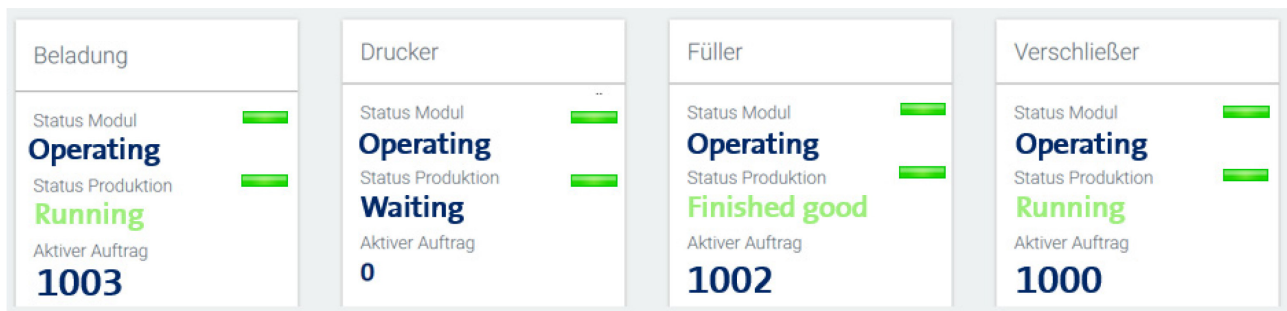 Beladung
Status Modul
Operating
Status Produktion
Running
Aktiver Auftrag
1003
Drucker
Status Modul
Operating
Status Produktion
Waiting
Aktiver Auftrag
0
Füller
Status Modul
Operating
Status Produktion
Finished good
Aktiver Auftrag
1002
Verschließer
Status Modul
Operating
Status Produktion
Running
Aktiver Auftrag
1000